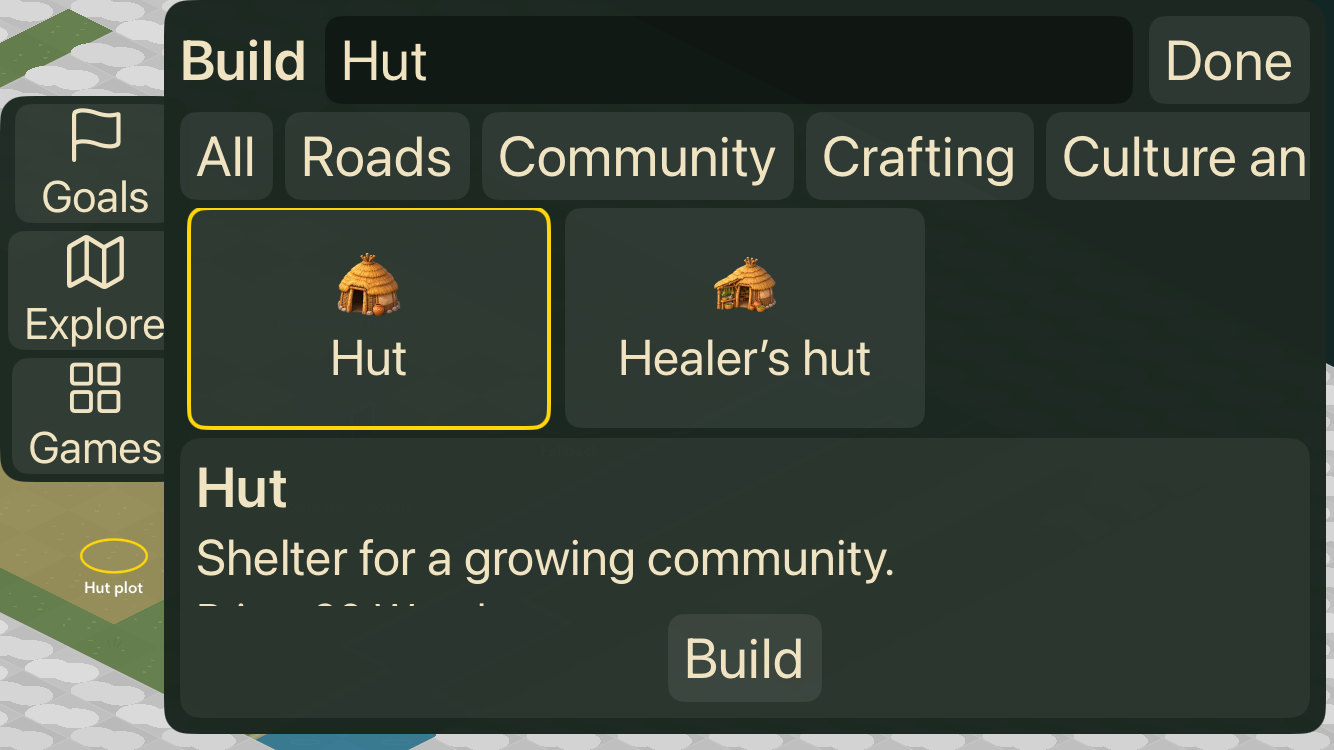 Build
Hut
Done
All
Roads
Community
Crafting
Culture an
Goals
Explore
Games
Hut
Healer’s hut
Hut
Shelter for a growing community.
Build
Hut plot